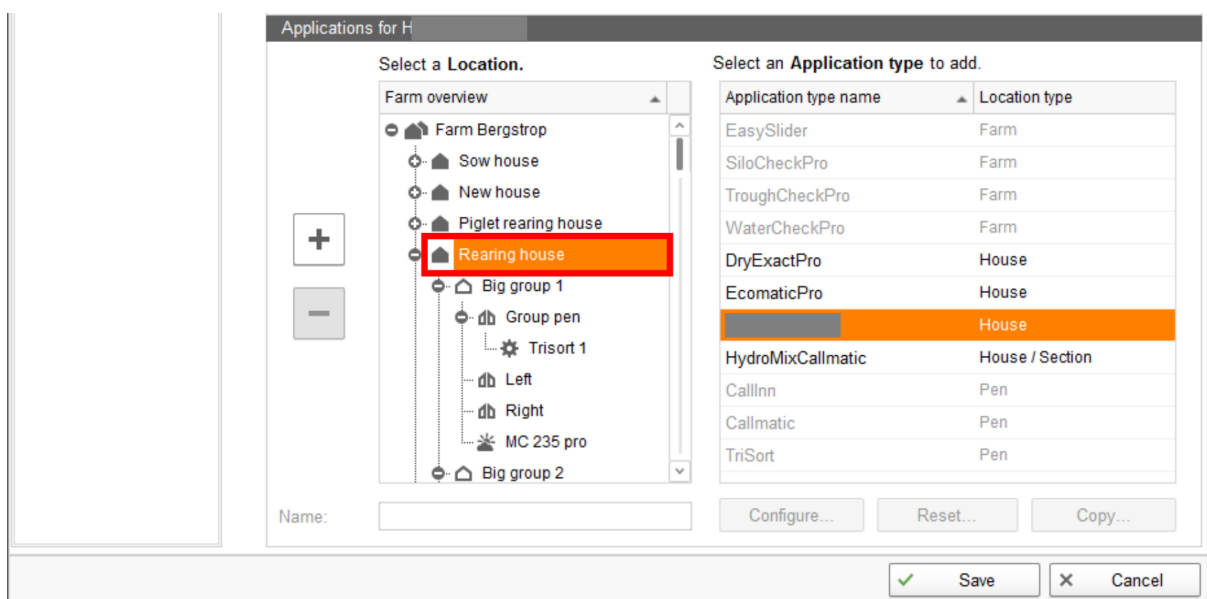 Applications for H
Select a Location.
Select an Application type to add.
Farm overview
Application type name Location type
Farm Bergstrop
EasySlider Farm
Sow house
SiloCheckPro Farm
New house
TroughCheckPro Farm
Piglet rearing house
WaterCheckPro Farm
Rearing house
DryExactPro House
Big group 1
EcomaticPro House
Group pen
House
Trisort 1
HydroMixCallmatic House / Section
Left
CallInn Pen
Right
Callmatic Pen
MC 235 pro
TriSort Pen
Big group 2
Name:
Configure... Reset... Copy...
Save Cancel